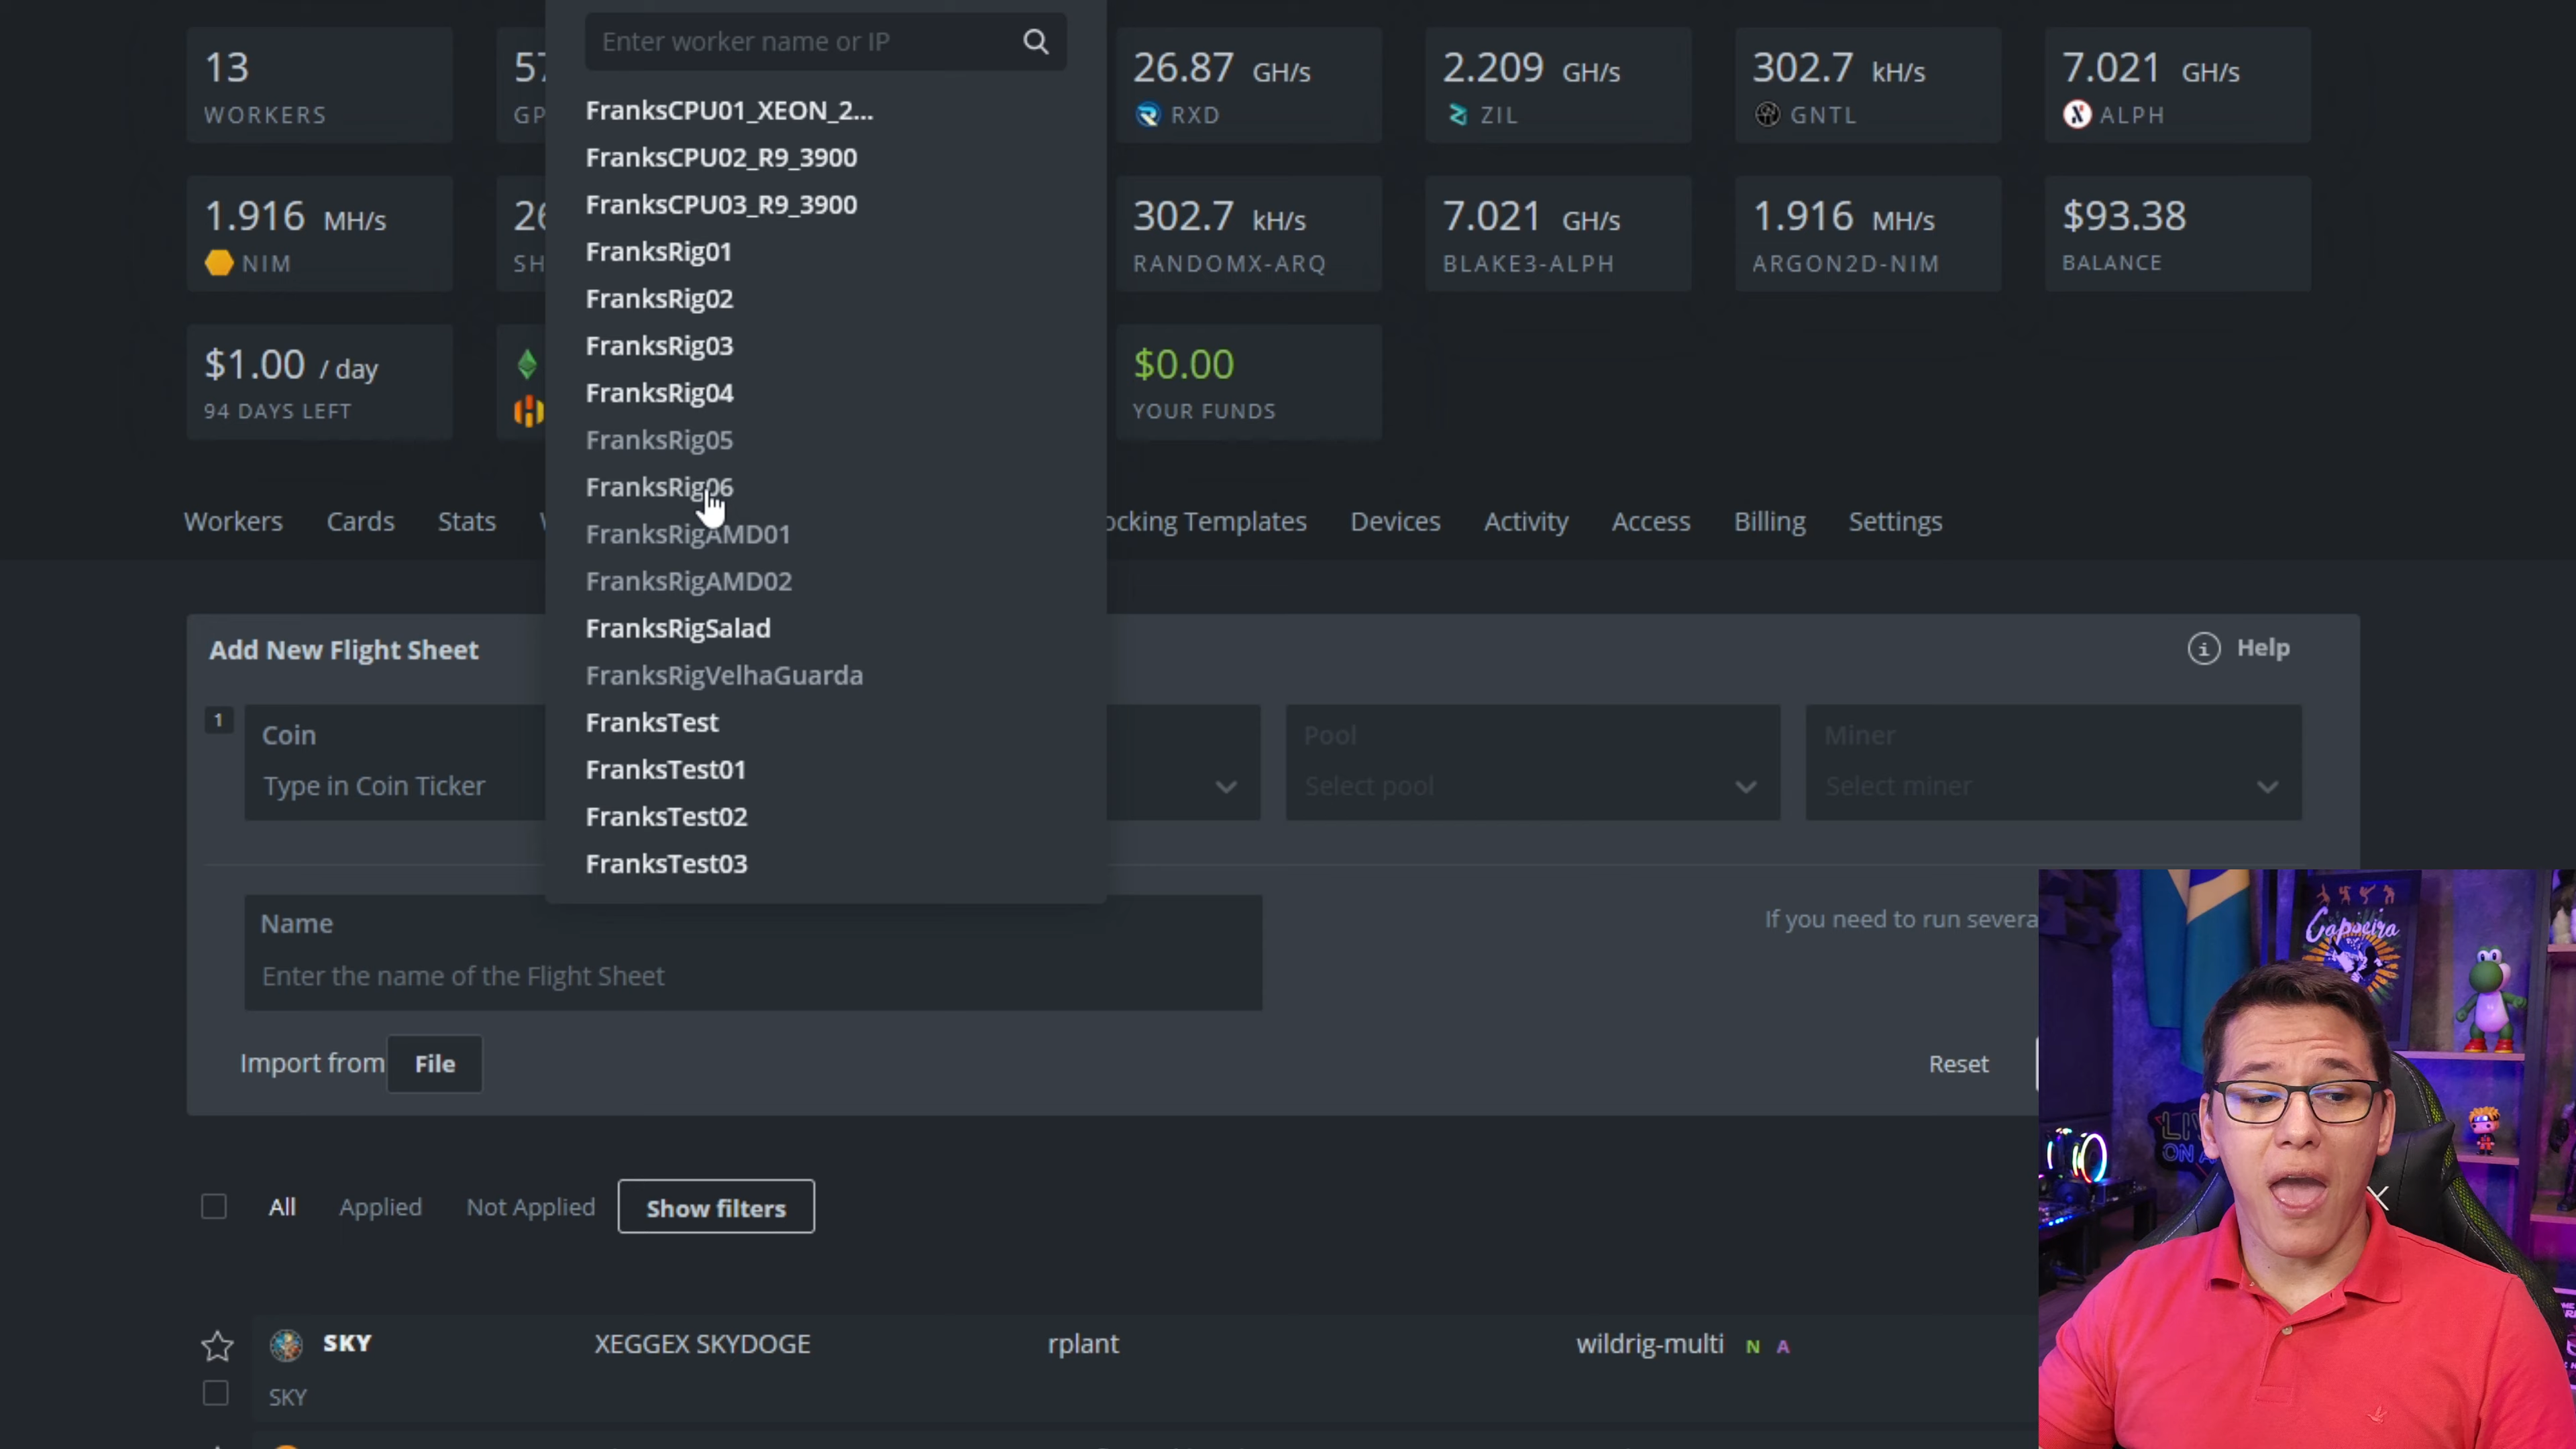 Enter worker name or IP
13
WORKERS
57
GP
26.87 GH/s
RXD
2.209 GH/s
ZIL
302.7 kH/s
GNTL
7.021 GH/s
ALPH
FranksCPU01_XEON_2...
FranksCPU02_R9_3900
FranksCPU03_R9_3900
FranksRig01
FranksRig02
FranksRig03
FranksRig04
FranksRig05
FranksRig06
FranksRigAMD01
FranksRigAMD02
FranksRigSalad
FranksRigVelhaGuarda
FranksTest
FranksTest01
FranksTest02
FranksTest03
1.916 MH/s
NIM
26
SH
302.7 kH/s
RANDOMX-ARQ
7.021 GH/s
BLAKE3-ALPH
1.916 MH/s
ARGON2D-NIM
$93.38
BALANCE
$1.00 / day
94 DAYS LEFT
$0.00
YOUR FUNDS
Workers Cards Stats ocking Templates Devices Activity Access Billing Settings
Add New Flight Sheet
Help
1
Coin
Type in Coin Ticker
Pool
Select pool
Miner
Select miner
Name
Enter the name of the Flight Sheet
If you need to run severa
Import from File
Reset
All Applied Not Applied Show filters
SKY XEGGEX SKYDOGE rplant wildrig-multi N A
SKY
Capoeira